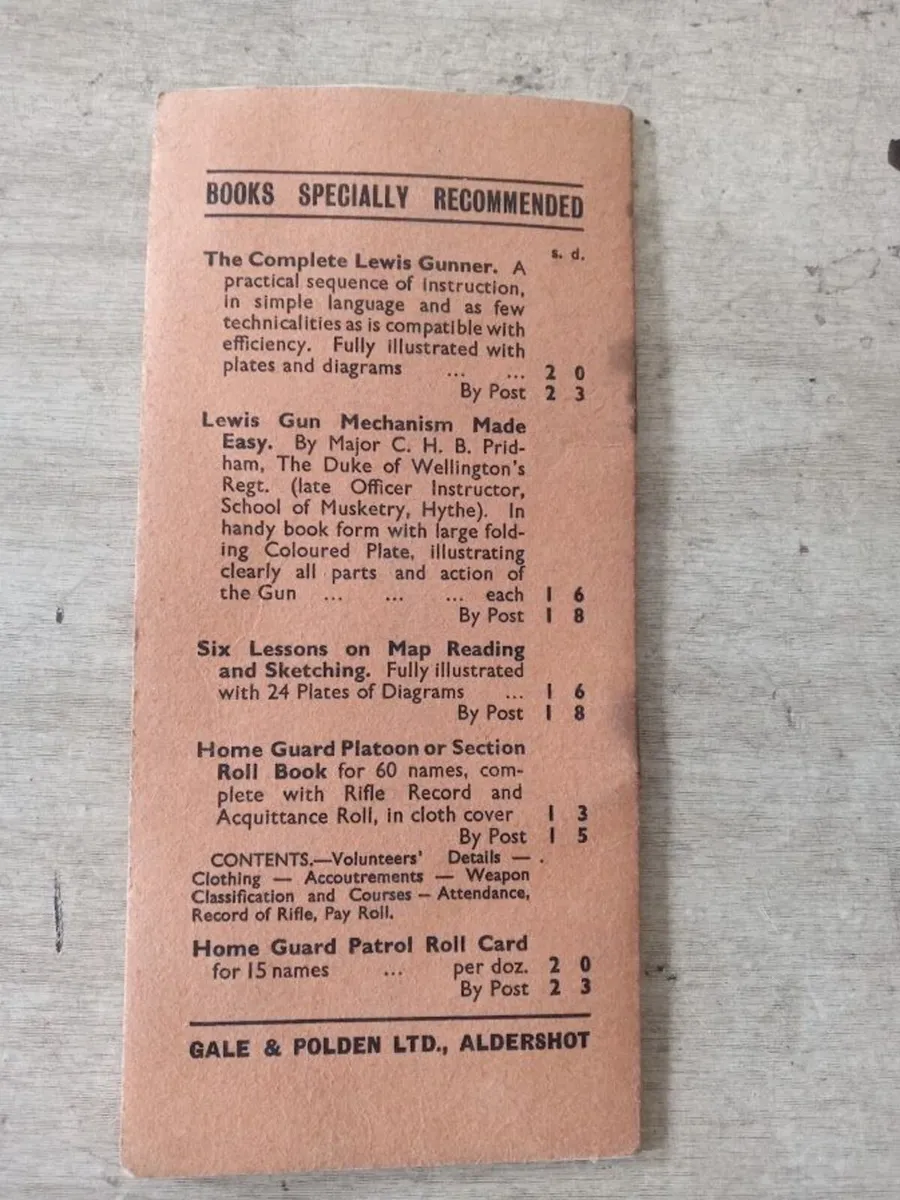 BOOKS SPECIALLY RECOMMENDED
s. d.
The Complete Lewis Gunner. A
practical sequence of instruction,
in simple language and as few
technicalities as is compatible with
efficiency. Fully illustrated with
plates and diagrams ... ... 2 0
By Post 2 3
Lewis Gun Mechanism Made
Easy. By Major C. H. B. Prid-
ham, The Duke of Wellington's
Regt. (late Officer Instructor,
School of Musketry, Hythe). In
handy book form with large fold-
ing Coloured Plate, illustrating
clearly all parts and action of
the Gun ... ... ... each 1 6
By Post 1 8
Six Lessons on Map Reading
and Sketching. Fully illustrated
with 24 Plates of Diagrams ... 1 6
By Post 1 8
Home Guard Platoon or Section
Roll Book for 60 names, com-
plete with Rifle Record and
Acquittance Roll, in cloth cover 1 3
By Post 1 5
CONTENTS.—Volunteers' Details — .
Clothing — Accoutrements — Weapon
Classification and Courses — Attendance,
Record of Rifle, Pay Roll.
Home Guard Patrol Roll Card
for 15 names ... per doz. 2 0
By Post 2 3
GALE & POLDEN LTD., ALDERSHOT